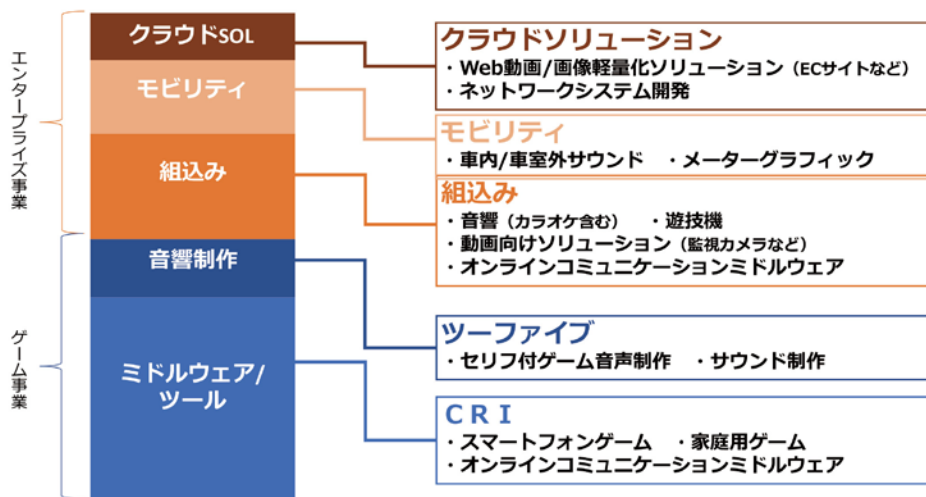 エンタープライズ事業
クラウドSOL
モビリティ
組込み
ゲーム事業
音響制作
ミドルウェア/
ツール
クラウドソリューション
・Web動画/画像軽量化ソリューション（ECサイトなど）
・ネットワークシステム開発
モビリティ
・車内/車室外サウンド ・メーターグラフィック
組込み
・音響（カラオケ含む） ・遊技機
・動画向けソリューション（監視カメラなど）
・オンラインコミュニケーションミドルウェア
ツーファイブ
・セリフ付ゲーム音声制作 ・サウンド制作
ＣＲＩ
・スマートフォンゲーム ・家庭用ゲーム
・オンラインコミュニケーションミドルウェア